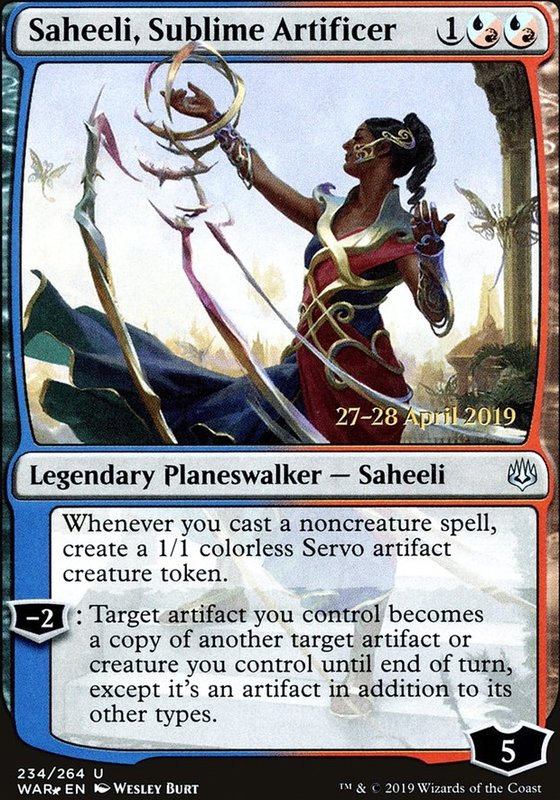 Saheeli, Sublime Artificer 1
27–28 April 2019
Legendary Planeswalker — Saheeli
Whenever you cast a noncreature spell,
create a 1/1 colorless Servo artifact
creature token.
−2 : Target artifact you control becomes
a copy of another target artifact or
creature you control until end of turn,
except it's an artifact in addition to its
other types.
5
234/264 U
WAR★EN Wesley Burt
™ & © 2019 Wizards of the Coast